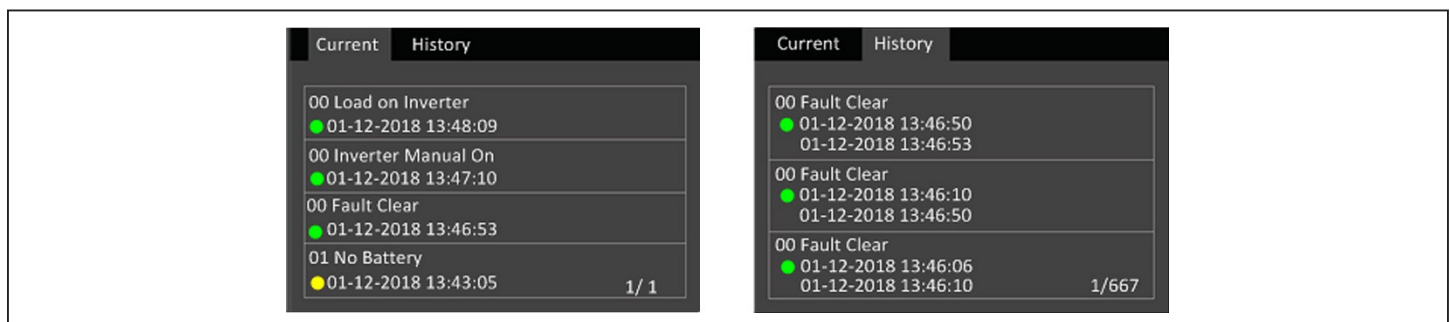 Current History
00 Load on Inverter
01-12-2018 13:48:09
00 Inverter Manual On
01-12-2018 13:47:10
00 Fault Clear
01-12-2018 13:46:53
01 No Battery
01-12-2018 13:43:05 1/ 1
Current History
00 Fault Clear
01-12-2018 13:46:50
01-12-2018 13:46:53
00 Fault Clear
01-12-2018 13:46:10
01-12-2018 13:46:50
00 Fault Clear
01-12-2018 13:46:06
01-12-2018 13:46:10 1/667